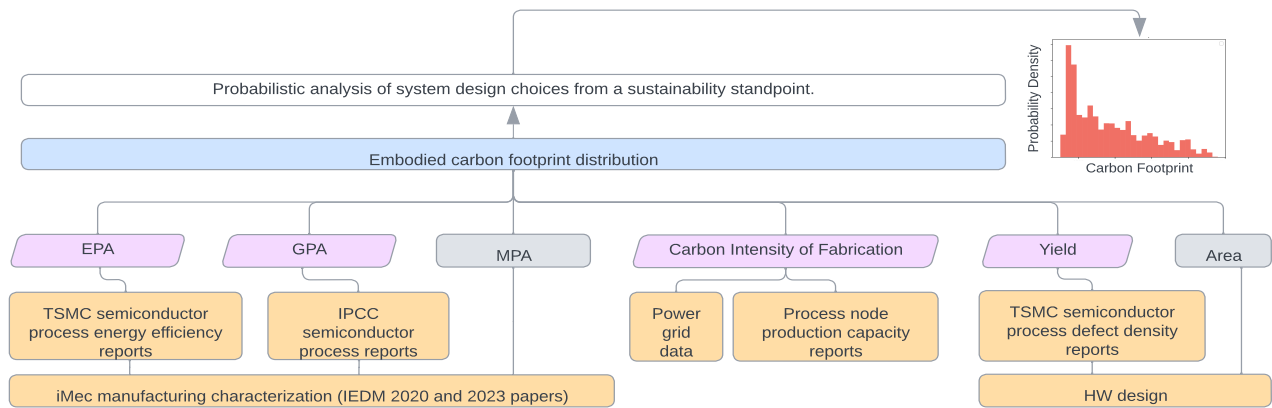 Probabilistic analysis of system design choices from a sustainability standpoint.
Probability Density
Carbon Footprint
Embodied carbon footprint distribution
EPA
GPA
MPA
Carbon Intensity of Fabrication
Yield
Area
TSMC semiconductor
process energy efficiency
reports
IPCC
semiconductor
process reports
Power
grid
data
Process node
production capacity
reports
TSMC semiconductor
process defect density
reports
iMec manufacturing characterization (IEDM 2020 and 2023 papers)
HW design